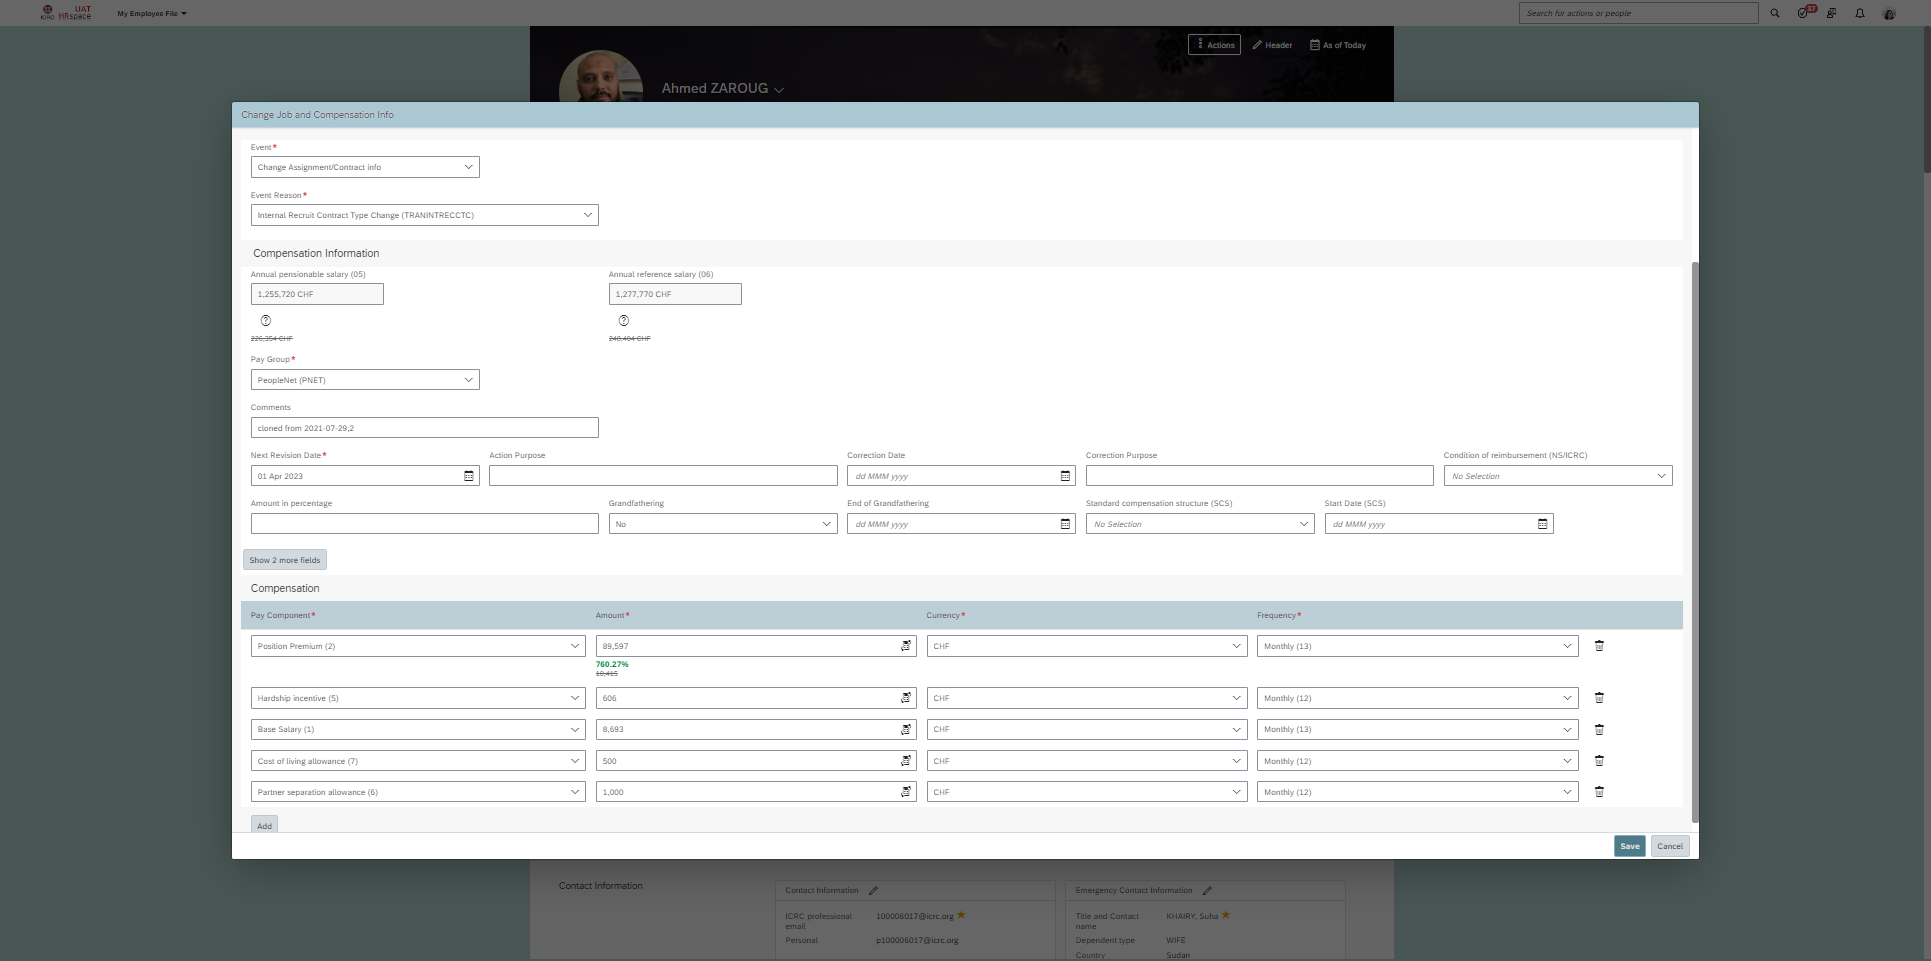 ICRC
UAT
HRspace
My Employee File
Search for actions or people
37
Actions
Header
As of Today
Ahmed ZAROUG
Change Job and Compensation Info
Event*
Change Assignment/Contract info
Event Reason*
Internal Recruit Contract Type Change (TRANINTRECCTC)
Compensation Information
Annual pensionable salary (05)
Annual reference salary (06)
1,255,720 CHF
1,277,770 CHF
226,354 CHF
248,404 CHF
Pay Group*
PeopleNet (PNET)
Comments
cloned from 2021-07-29;2
Next Revision Date*
Action Purpose
Correction Date
Correction Purpose
Condition of reimbursement (NS/ICRC)
01 Apr 2023
dd MMM yyyy
No Selection
Amount in percentage
Grandfathering
End of Grandfathering
Standard compensation structure (SCS)
Start Date (SCS)
No
dd MMM yyyy
No Selection
dd MMM yyyy
Show 2 more fields
Compensation
Pay Component* Amount* Currency* Frequency*
Position Premium (2) 89,597 CHF Monthly (13)
760.27%
10,415
Hardship incentive (5) 606 CHF Monthly (12)
Base Salary (1) 8,693 CHF Monthly (13)
Cost of living allowance (7) 500 CHF Monthly (12)
Partner separation allowance (6) 1,000 CHF Monthly (12)
Add
Save Cancel
Contact Information
Contact Information
ICRC professional email 100006017@icrc.org
Personal p100006017@icrc.org
Emergency Contact Information
Title and Contact name KHAIRY, Suha
Dependent type WIFE
Country Sudan